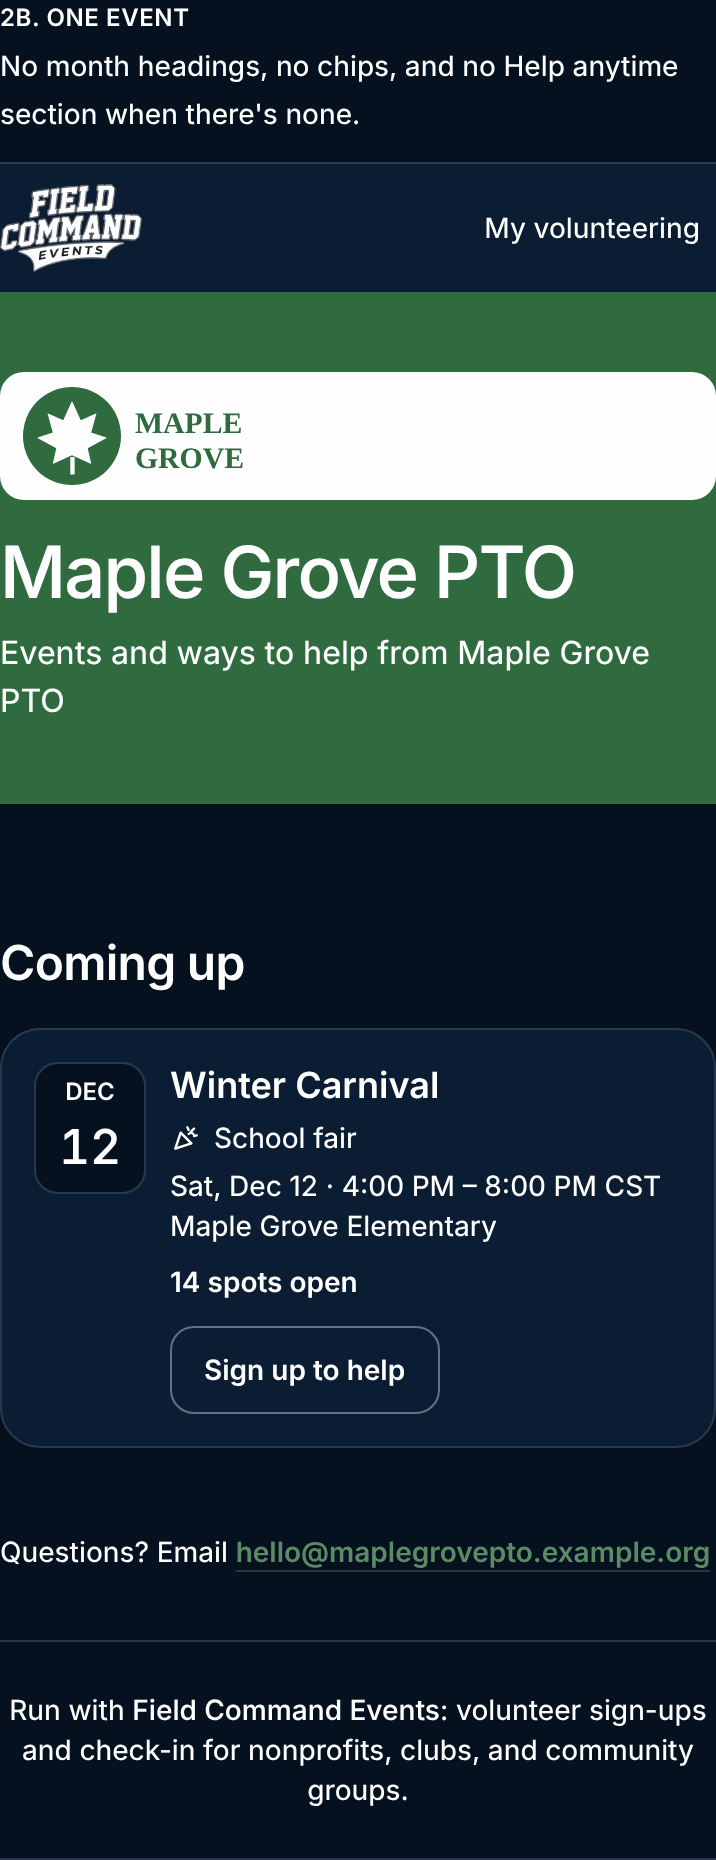 2B. ONE EVENT
No month headings, no chips, and no Help anytime
section when there's none.
FIELD
COMMAND
EVENTS
My volunteering
MAPLE
GROVE
Maple Grove PTO
Events and ways to help from Maple Grove
PTO
Coming up
DEC
12
Winter Carnival
School fair
Sat, Dec 12 · 4:00 PM – 8:00 PM CST
Maple Grove Elementary
14 spots open
Sign up to help
Questions? Email hello@maplegrovepto.example.org
Run with Field Command Events: volunteer sign-ups
and check-in for nonprofits, clubs, and community
groups.